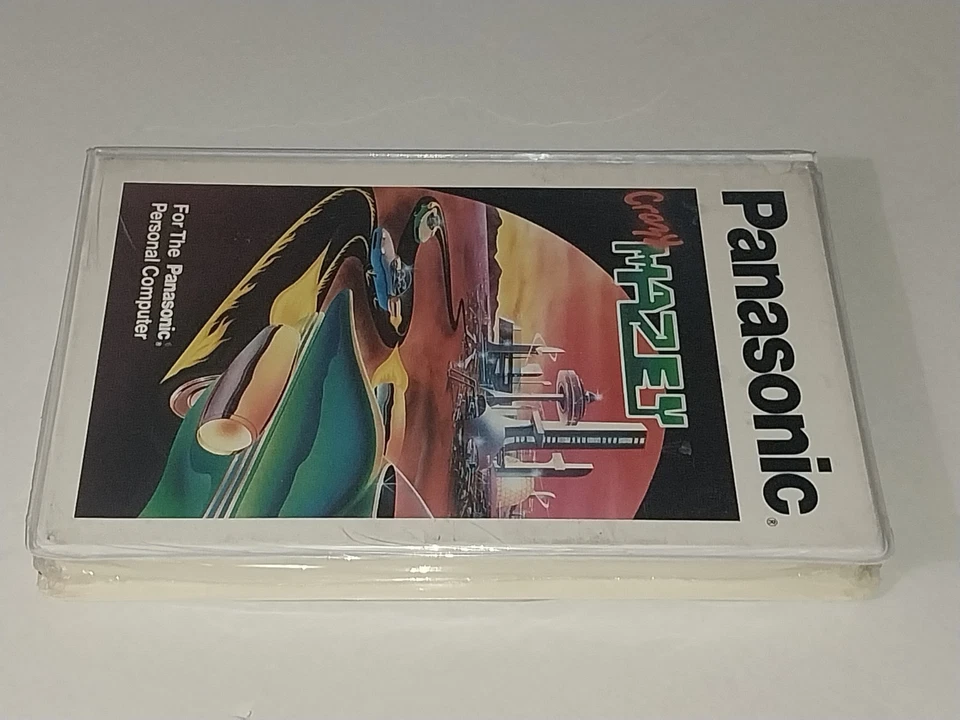 Panasonic®
Crazy
MAZEY
For The Panasonic®
Personal Computer